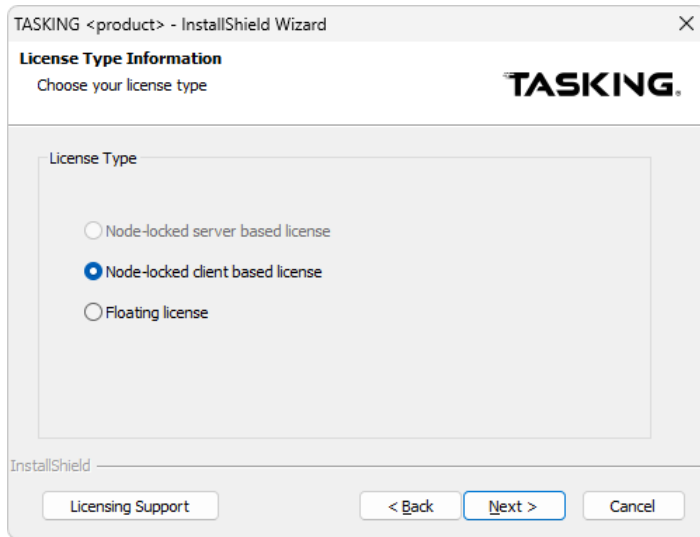 TASKING <product> - InstallShield Wizard
License Type Information
Choose your license type
TASKING.
License Type
Node-locked server based license
Node-locked client based license
Floating license
InstallShield
Licensing Support
< Back
Next >
Cancel